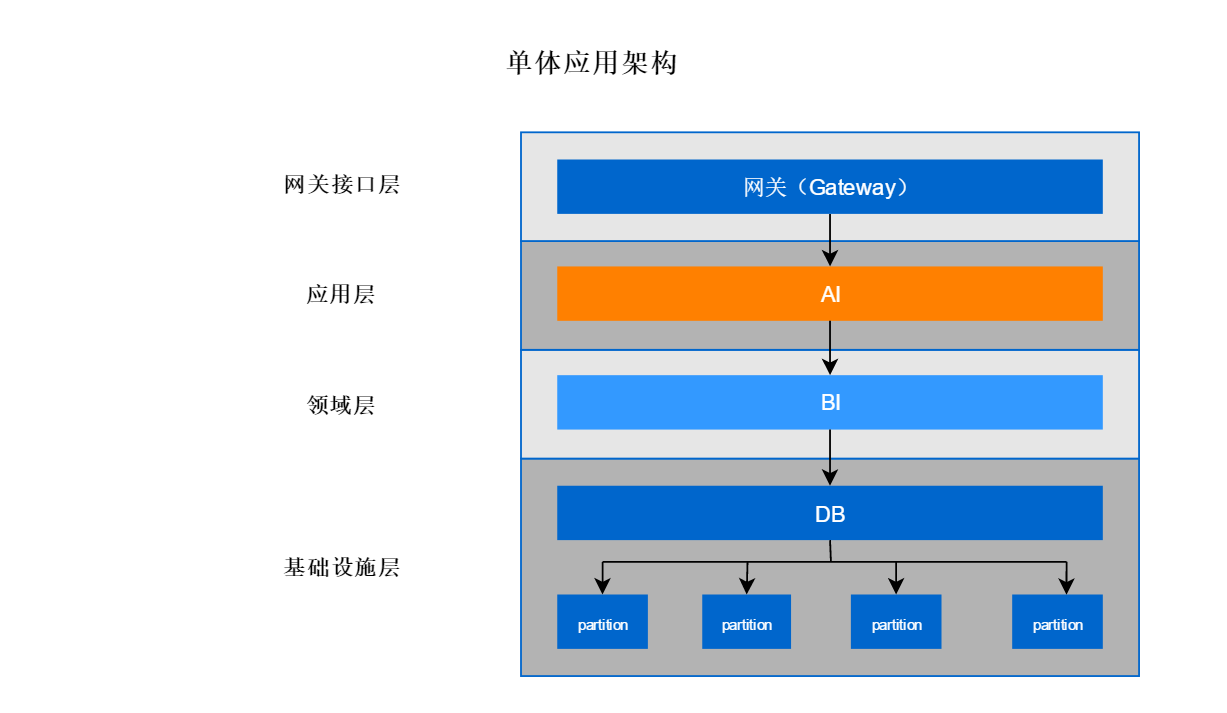 单体应用架构
网关接口层
网关（Gateway）
应用层
AI
领域层
BI
DB
基础设施层
partition
partition
partition
partition